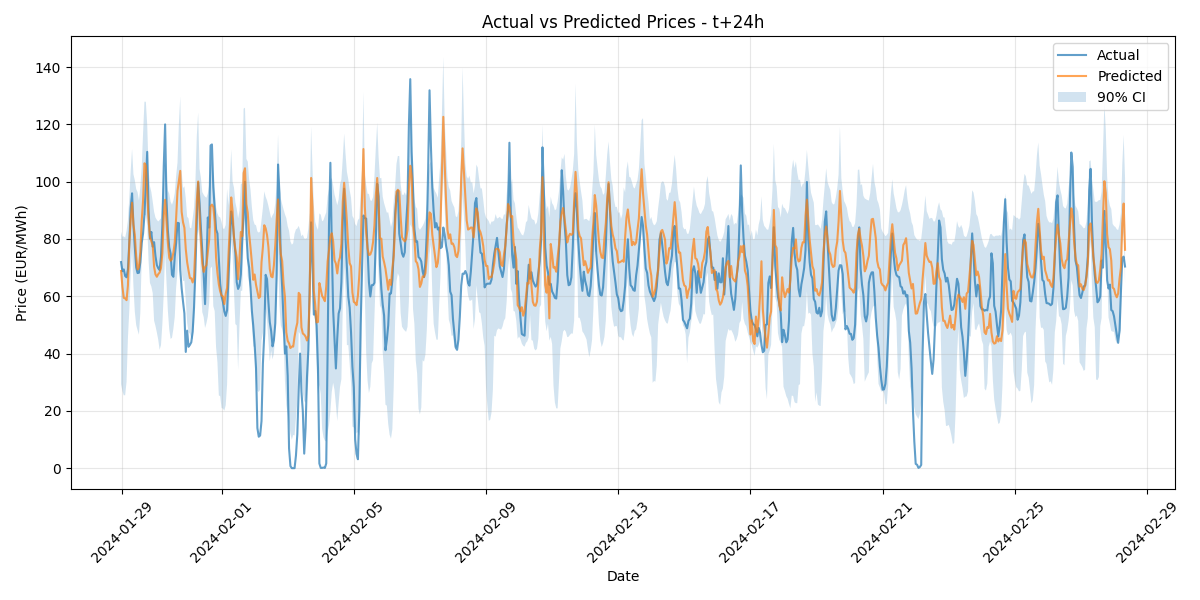 Actual vs Predicted Prices - t+24h
Actual
Predicted
90% CI
Price (EUR/MWh)
140
120
100
80
60
40
20
0
2024-01-29
2024-02-01
2024-02-05
2024-02-09
2024-02-13
2024-02-17
2024-02-21
2024-02-25
2024-02-29
Date